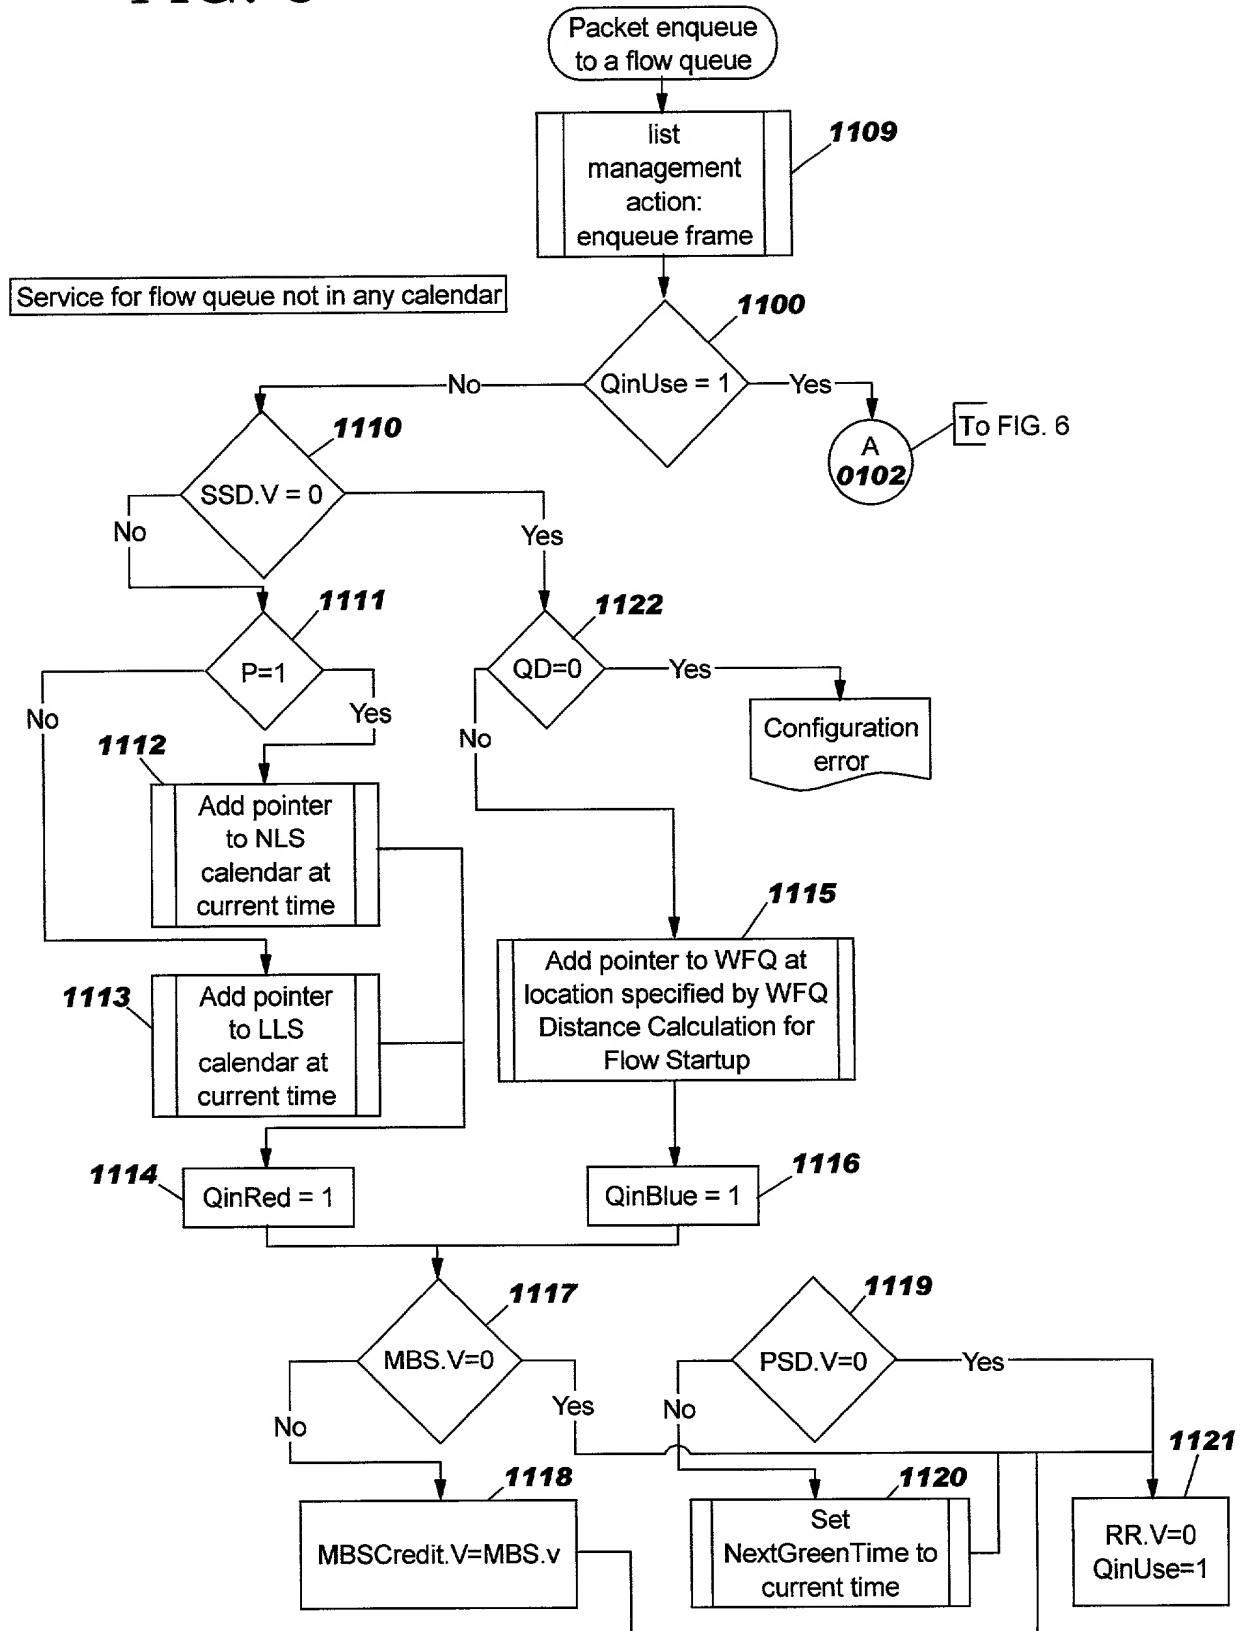 Packet enqueue
to a flow queue
list
management
action:
enqueue frame
1109
Service for flow queue not in any calendar
1100
QinUse = 1
No
Yes
A
0102
To FIG. 6
1110
SSD.V = 0
No
Yes
1111
P=1
No
Yes
1122
QD=0
Yes
No
Configuration
error
1112
Add pointer
to NLS
calendar at
current time
1113
Add pointer
to LLS
calendar at
current time
1115
Add pointer to WFQ at
location specified by WFQ
Distance Calculation for
Flow Startup
1114
QinRed = 1
1116
QinBlue = 1
1117
MBS.V=0
No
Yes
1119
PSD.V=0
Yes
No
1118
MBSCredit.V=MBS.v
1120
Set
NextGreenTime to
current time
1121
RR.V=0
QinUse=1